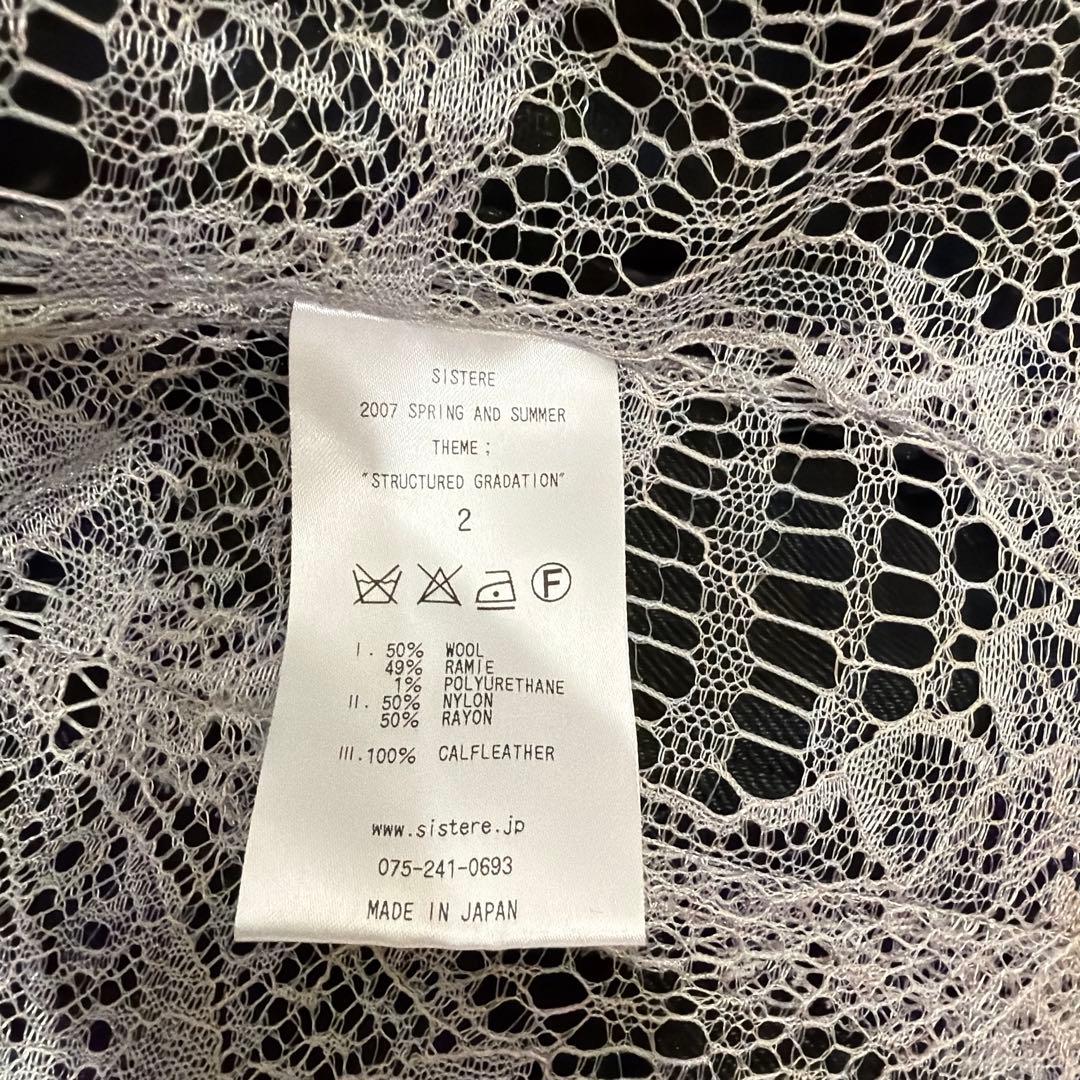 SISTERE
2007 SPRING AND SUMMER
THEME ;
"STRUCTURED GRADATION"
2
F
I. 50% WOOL
49% RAMIE
1% POLYURETHANE
II. 50% NYLON
50% RAYON
III. 100% CALFLEATHER
www.sistere.jp
075-241-0693
MADE IN JAPAN